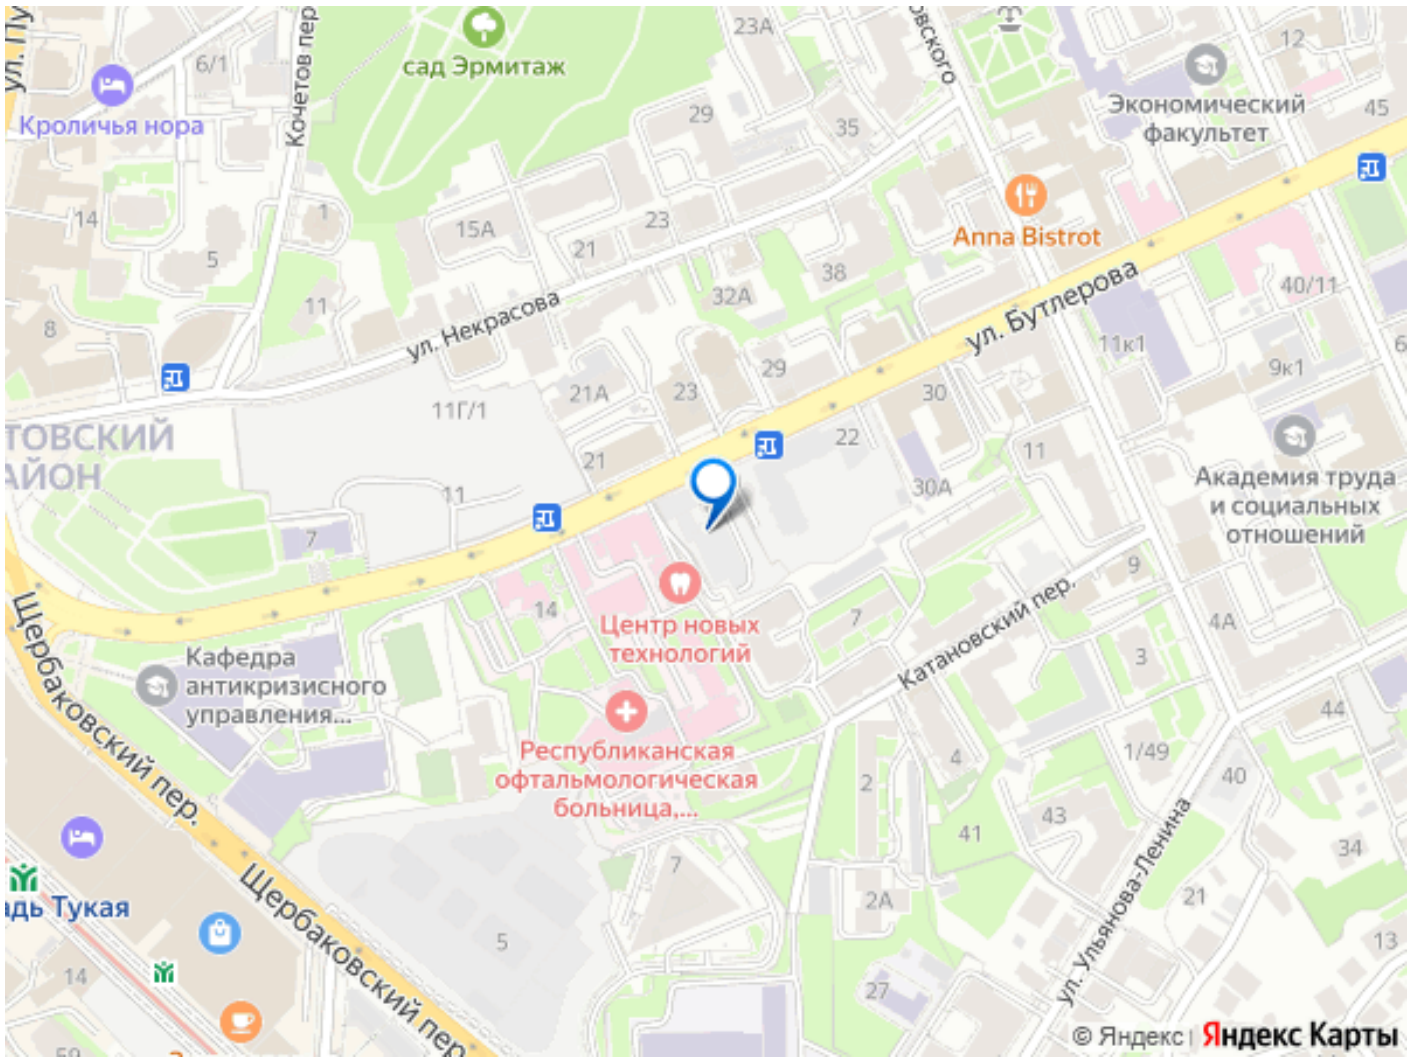 ул. Пу
6/1
Кочетов пер
сад Эрмитаж
23А
овского
12
Экономический
факультет
45
Кроличья нора
29
35
14
1
5
15А
23
21
Anna Bistrot
38
32А
40/11
11
8
ул. Некрасова
ул. Бутлерова
11к1
6
9к1
29
21А
23
30
11Г/1
22
ТОВСКИЙ
АЙОН
21
11
11
30А
Академия труда
и социальных
отношений
7
14
Центр новых
технологий
7
9
Катановский пер.
4А
3
Щербаковский пер.
Кафедра
антикризисного
управления...
Республиканская
офтальмологическая
больница,...
44
1/49
4
2
40
43
41
34
7
2А
21
ул. Ульянова-Ленина
адь Тукая
Щербаковский пер.
5
13
14
27
59
© Яндекс | Яндекс Карты